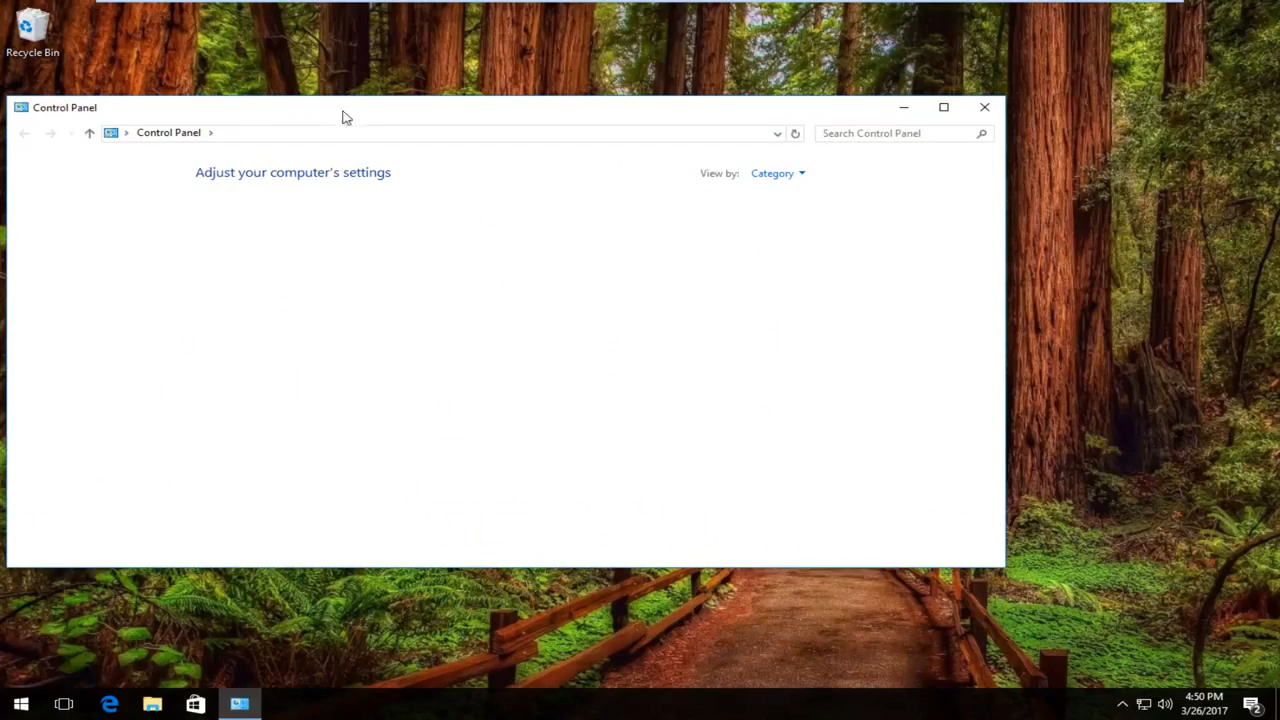 Recycle Bin
Control Panel
Control Panel
Search Control Panel
Adjust your computer's settings
View by: Category
4:50 PM
3/26/2017
2